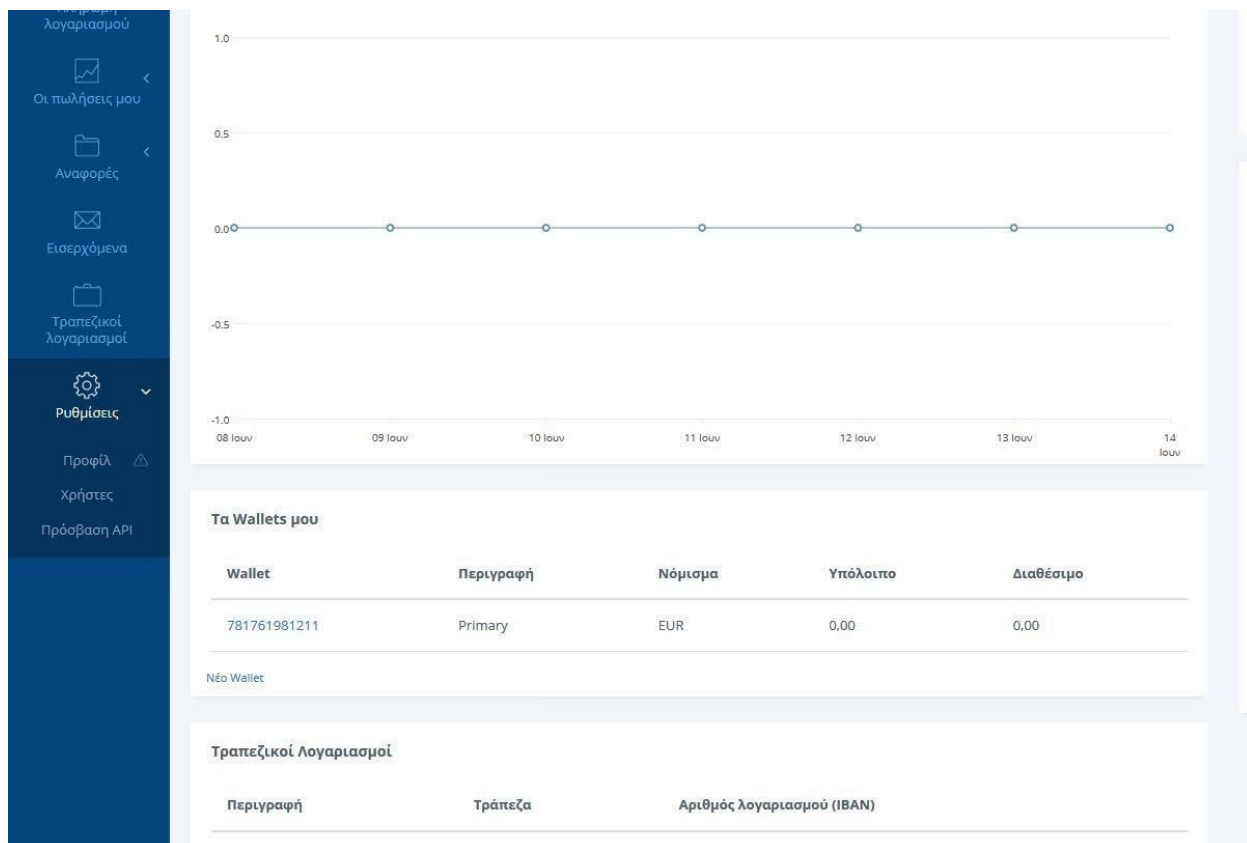 λογαριασμού
Οι πωλήσεις μου
Αναφορές
Εισερχόμενα
Τραπεζικοί
λογαριασμοί
Ρυθμίσεις
Προφίλ
Χρήστες
Πρόσβαση API
1.0
0.5
0.0
-0.5
-1.0
08 Ιουν 09 Ιουν 10 Ιουν 11 Ιουν 12 Ιουν 13 Ιουν 14
Ιουν
Τα Wallets μου
Wallet Περιγραφή Νόμισμα Υπόλοιπο Διαθέσιμο
781761981211 Primary EUR 0,00 0,00
Νέο Wallet
Τραπεζικοί Λογαριασμοί
Περιγραφή Τράπεζα Αριθμός λογαριασμού (IBAN)